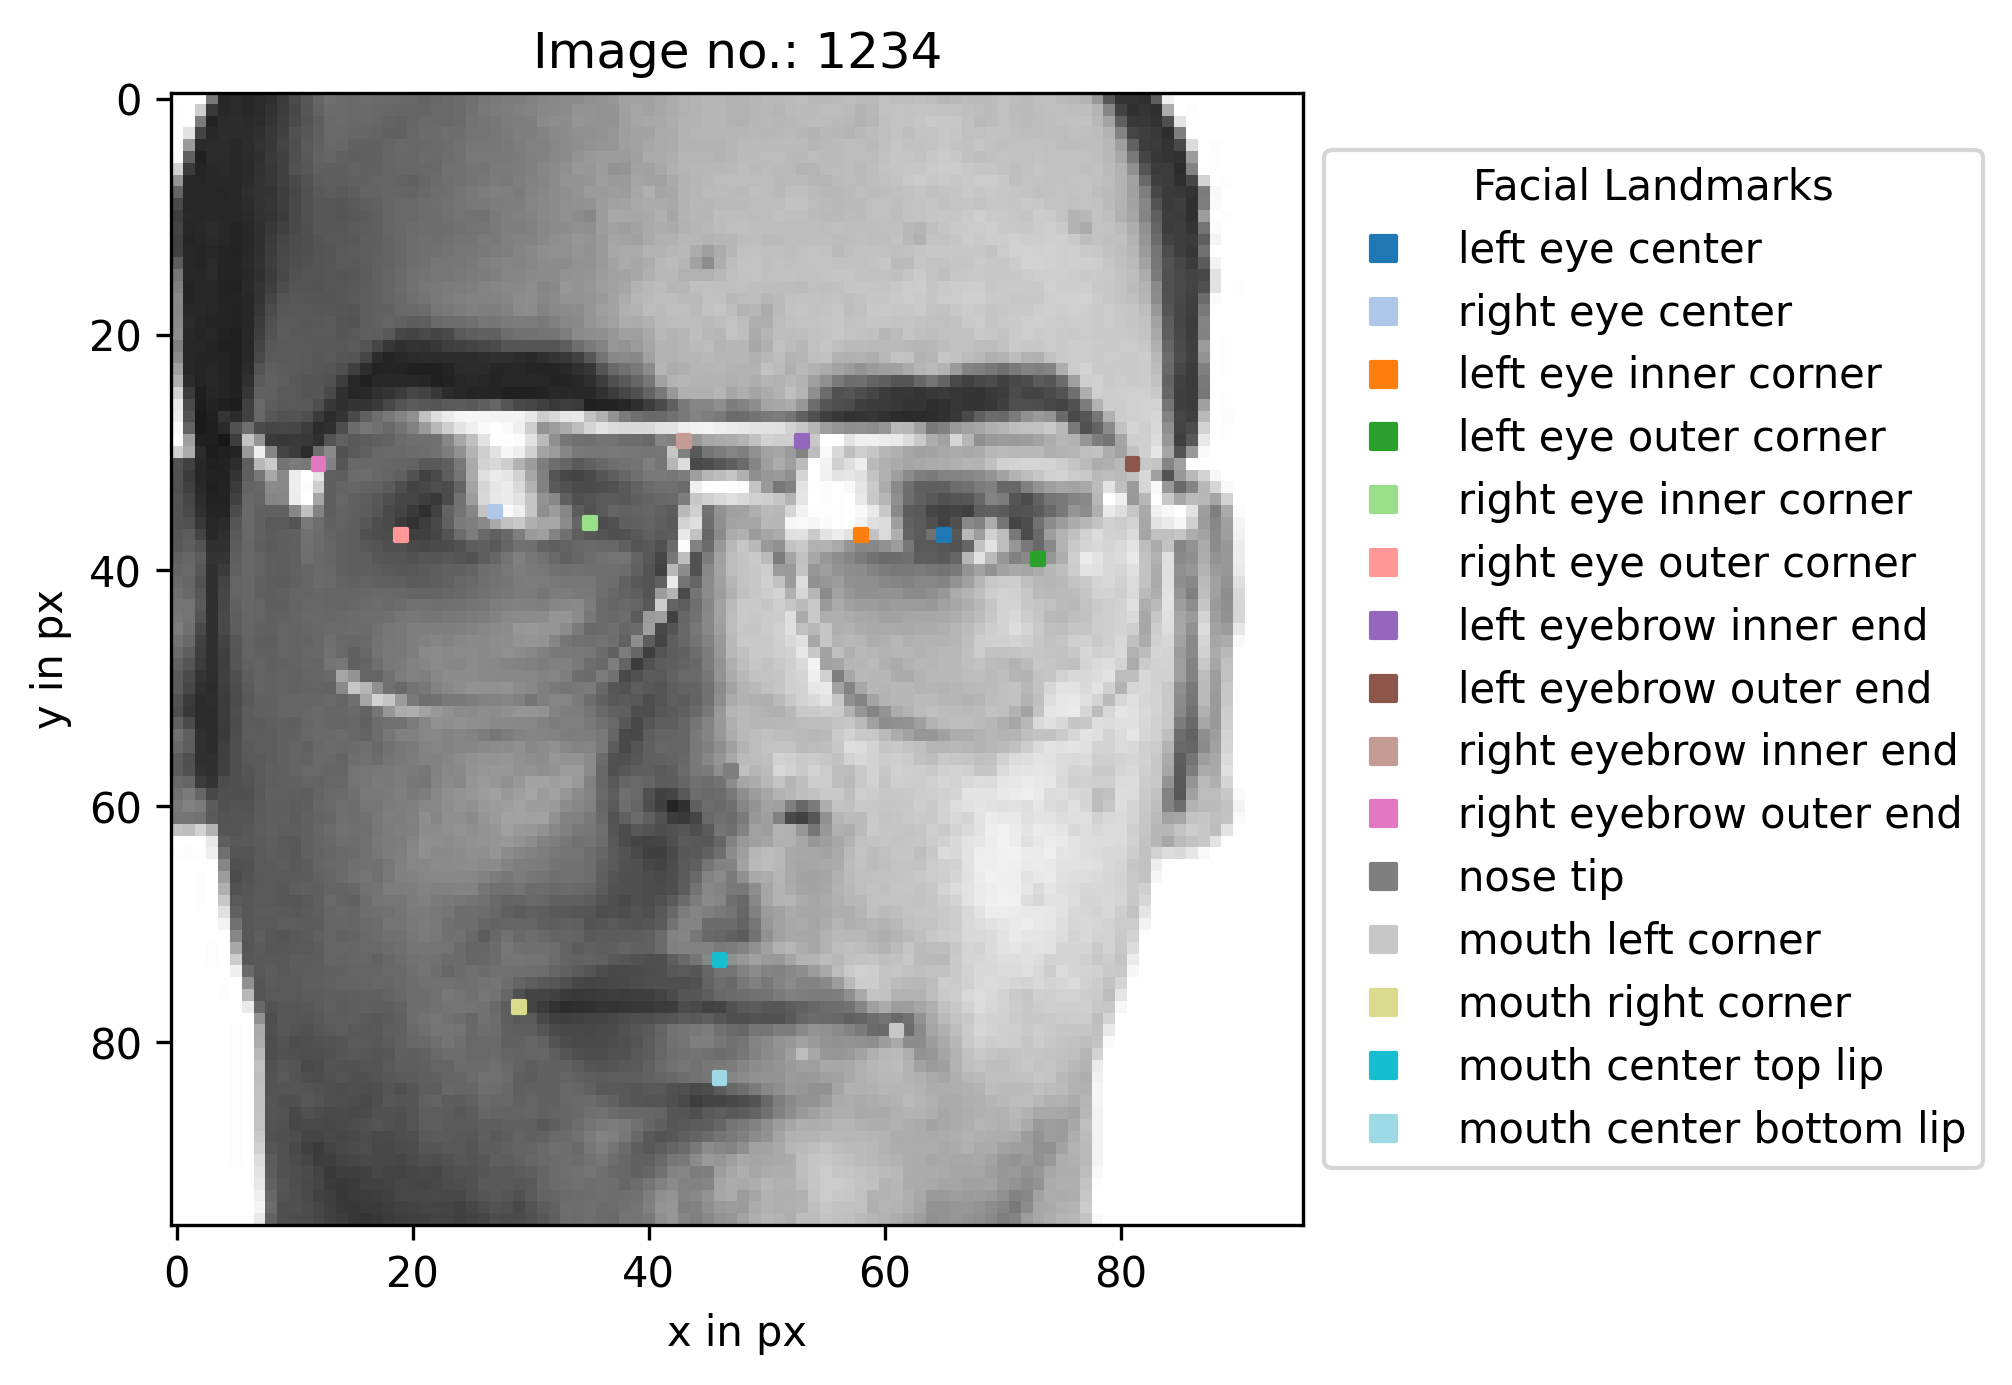 Image no.: 1234
0
20
40
60
80
y in px
0 20 40 60 80
x in px
Facial Landmarks
left eye center
right eye center
left eye inner corner
left eye outer corner
right eye inner corner
right eye outer corner
left eyebrow inner end
left eyebrow outer end
right eyebrow inner end
right eyebrow outer end
nose tip
mouth left corner
mouth right corner
mouth center top lip
mouth center bottom lip